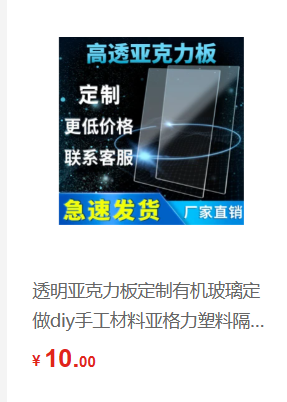 高透亚克力板
定制
更低价格
联系客服
急速发货
厂家直销
透明亚克力板定制有机玻璃定
做diy手工材料亚格力塑料隔...
¥ 10.00